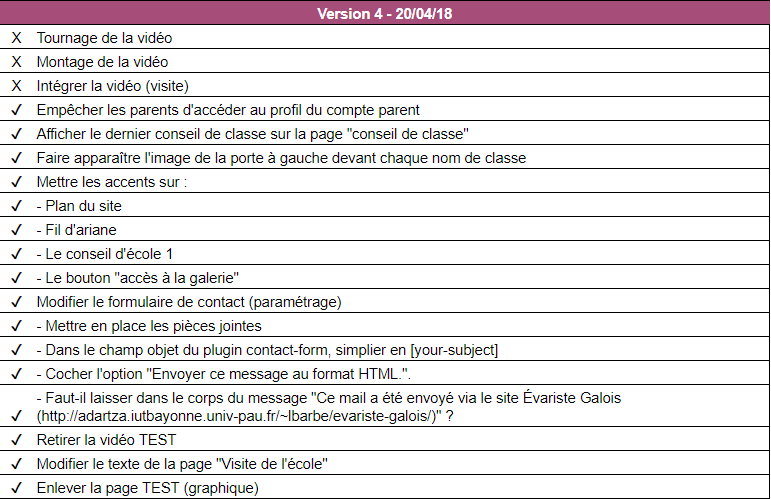 Version 4 - 20/04/18
X Tournage de la vidéo
X Montage de la vidéo
X Intégrer la vidéo (visite)
✓ Empêcher les parents d'accéder au profil du compte parent
✓ Afficher le dernier conseil de classe sur la page "conseil de classe"
✓ Faire apparaître l'image de la porte à gauche devant chaque nom de classe
✓ Mettre les accents sur :
✓ - Plan du site
✓ - Fil d'ariane
✓ - Le conseil d'école 1
✓ - Le bouton "accès à la galerie"
✓ Modifier le formulaire de contact (paramétrage)
✓ - Mettre en place les pièces jointes
✓ - Dans le champ objet du plugin contact-form, simplier en [your-subject]
✓ - Cocher l'option "Envoyer ce message au format HTML.".
- Faut-il laisser dans le corps du message "Ce mail a été envoyé via le site Évariste Galois
✓ (http://adartza.iutbayonne.univ-pau.fr/~lbarbe/evariste-galois/)" ?
✓ Retirer la vidéo TEST
✓ Modifier le texte de la page "Visite de l'école"
✓ Enlever la page TEST (graphique)